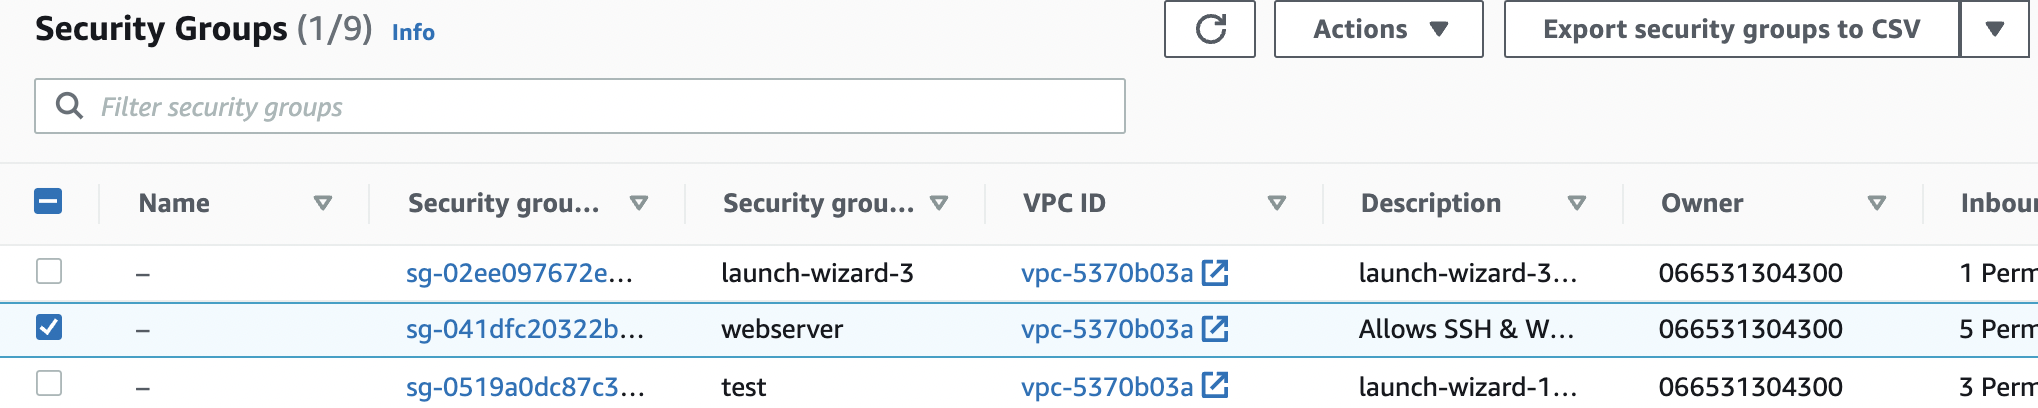 Security Groups (1/9) Info
Actions
Export security groups to CSV
Filter security groups
Name Security grou... Security grou... VPC ID Description Owner Inbour
– sg-02ee097672e... launch-wizard-3 vpc-5370b03a launch-wizard-3... 066531304300 1 Perm
– sg-041dfc20322b... webserver vpc-5370b03a Allows SSH & W... 066531304300 5 Perm
– sg-0519a0dc87c3... test vpc-5370b03a launch-wizard-1... 066531304300 3 Perm